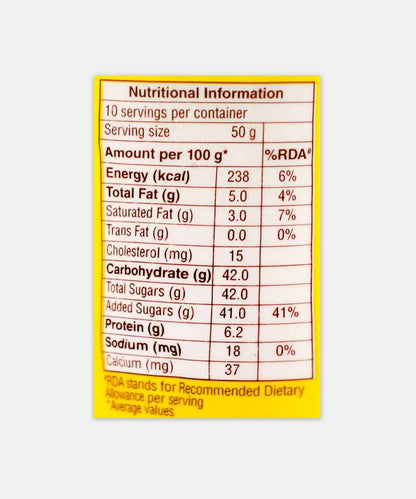 Nutritional Information
10 servings per container
Serving size 50 g
Amount per 100 g* %RDA#
Energy (kcal) 238 6%
Total Fat (g) 5.0 4%
Saturated Fat (g) 3.0 7%
Trans Fat (g) 0.0 0%
Cholesterol (mg) 15
Carbohydrate (g) 42.0
Total Sugars (g) 42.0
Added Sugars (g) 41.0 41%
Protein (g) 6.2
Sodium (mg) 18 0%
Calcium (mg) 37
#RDA stands for Recommended Dietary
Allowance per serving
*Average values